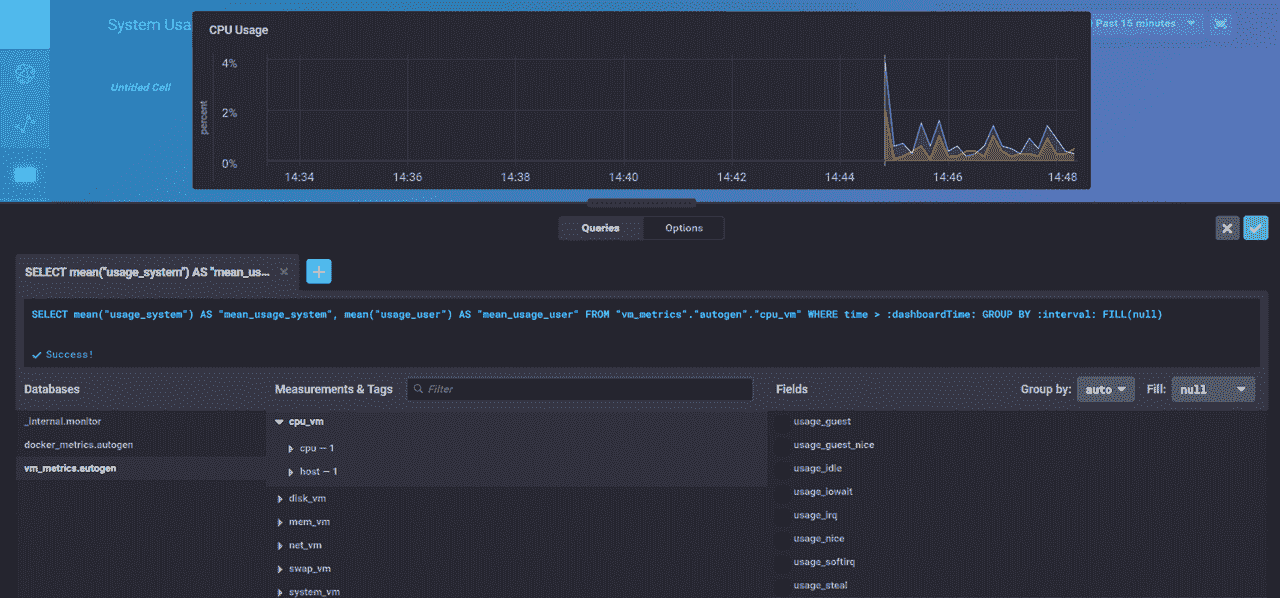 System Usa
CPU Usage
Past 15 minutes
Untitled Cell
percent
4%
2%
0%
14:34 14:36 14:38 14:40 14:42 14:44 14:46 14:48
Queries Options
SELECT mean("usage_system") AS "mean_us...
SELECT mean("usage_system") AS "mean_usage_system", mean("usage_user") AS "mean_usage_user" FROM "vm_metrics"."autogen"."cpu_vm" WHERE time > :dashboardTime: GROUP BY :interval: FILL(null)
Success!
Databases Measurements & Tags Filter Fields Group by: auto Fill: null
_internal.monitor cpu_vm usage_guest
docker_metrics.autogen cpu — 1 usage_guest_nice
vm_metrics.autogen host — 1 usage_idle
disk_vm usage_iowait
mem_vm usage_irq
net_vm usage_nice
swap_vm usage_softirq
system_vm usage_steal